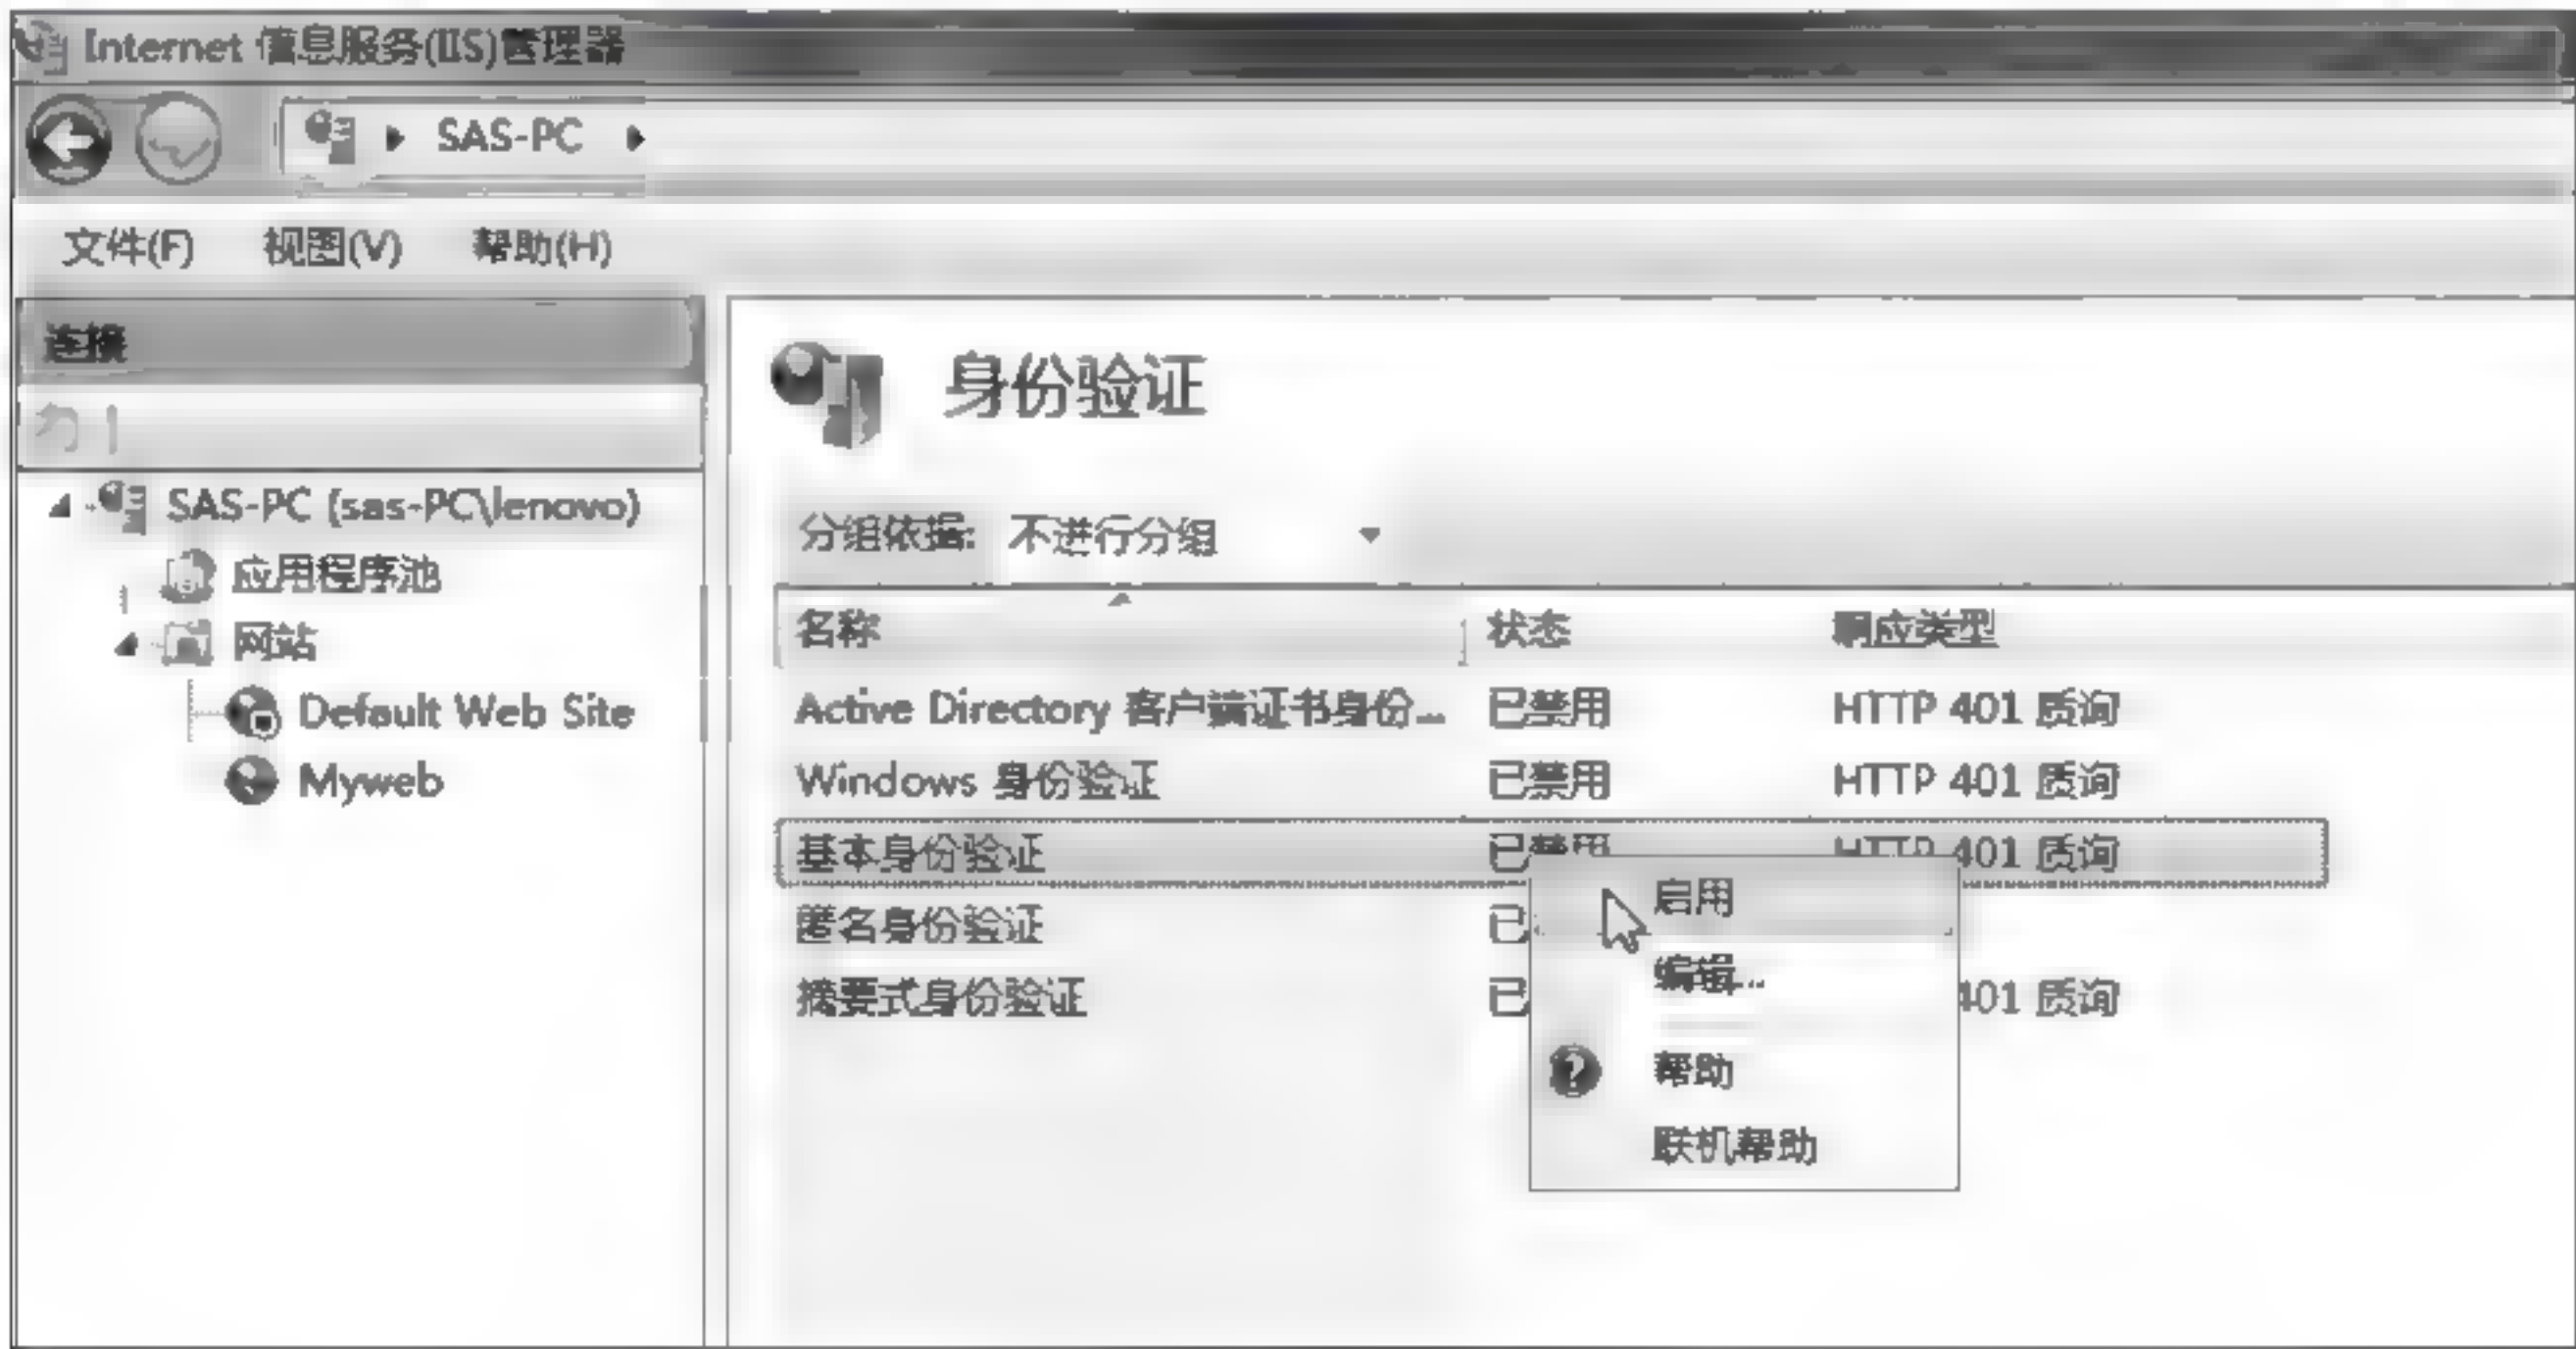 Internet 信息服务(IIS)管理器
SAS-PC
文件(F) 视图(V) 帮助(H)
连接
身份验证
SAS-PC (sas-PC\lenovo)
分组依据: 不进行分组
应用程序池
名称 状态 响应类型
网站
Default Web Site
Active Directory 客户端证书身份... 已禁用 HTTP 401 质询
Myweb
Windows 身份验证 已禁用 HTTP 401 质询
基本身份验证 已禁用 HTTP 401 质询
启用
匿名身份验证 已
编辑...
摘要式身份验证 已 401 质询
帮助
联机帮助